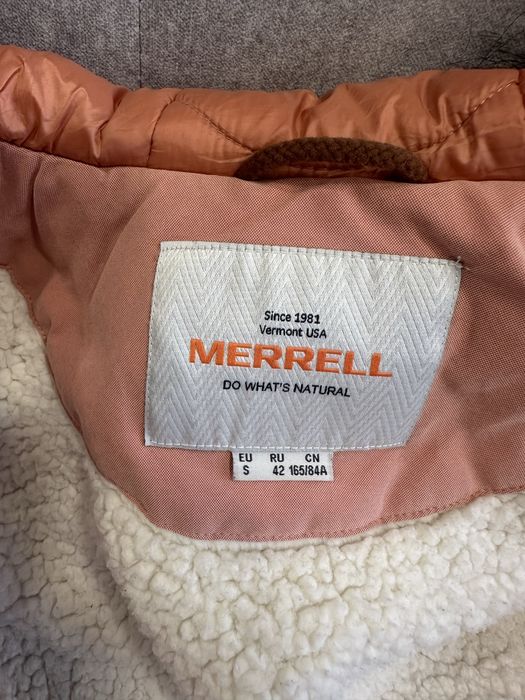 Since 1981
Vermont USA
MERRELL
DO WHAT'S NATURAL
EU RU CN
S 42 165/84A